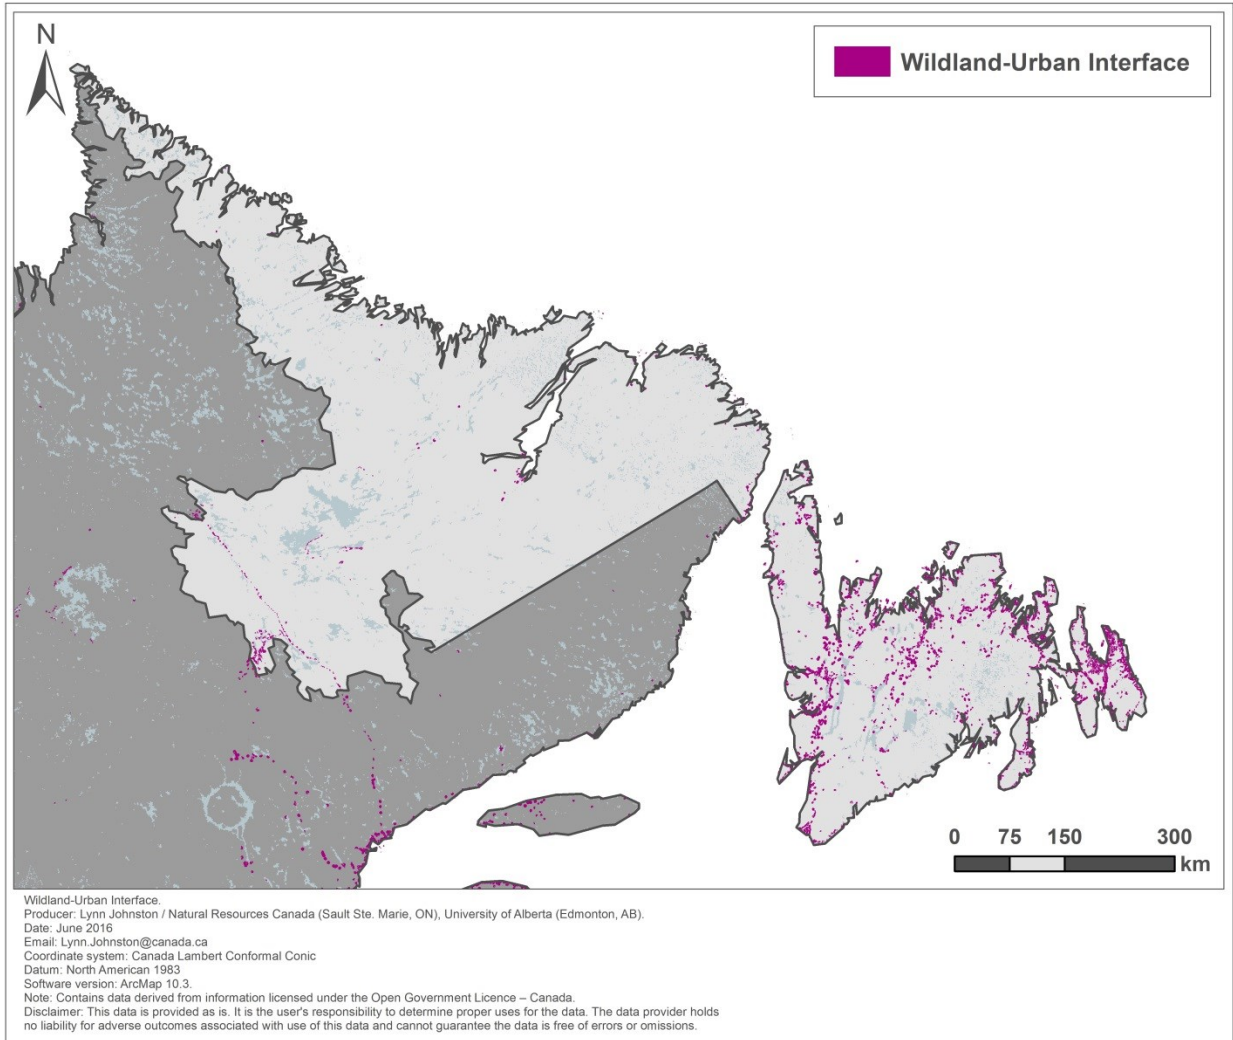 N
Wildland-Urban Interface
0 75 150 300
km
Wildland-Urban Interface.
Producer: Lynn Johnston / Natural Resources Canada (Sault Ste. Marie, ON), University of Alberta (Edmonton, AB).
Date: June 2016
Email: Lynn.Johnston@canada.ca
Coordinate system: Canada Lambert Conformal Conic
Datum: North American 1983
Software version: ArcMap 10.3.
Note: Contains data derived from information licensed under the Open Government Licence – Canada.
Disclaimer: This data is provided as is. It is the user's responsibility to determine proper uses for the data. The data provider holds
no liability for adverse outcomes associated with use of this data and cannot guarantee the data is free of errors or omissions.